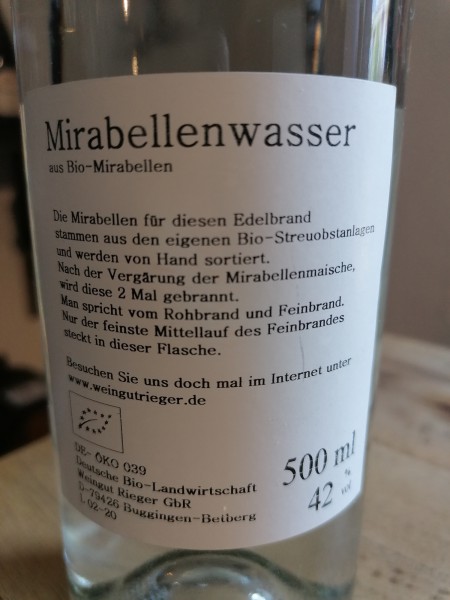 Mirabellenwasser
aus Bio-Mirabellen
Die Mirabellen für diesen Edelbrand
stammen aus den eigenen Bio-Streuobstanlagen
und werden von Hand sortiert.
Nach der Vergärung der Mirabellenmaische,
wird diese 2 Mal gebrannt.
Man spricht vom Rohbrand und Feinbrand.
Nur der feinste Mittellauf des Feinbrandes
steckt in dieser Flasche.
Besuchen Sie uns doch mal im Internet unter
www.weingutrieger.de
DE- ÖKO 039
Deutsche Bio-Landwirtschaft
Weingut Rieger GbR
D-79426 Buggingen-Betberg
L 02-20
500 ml
42 % vol